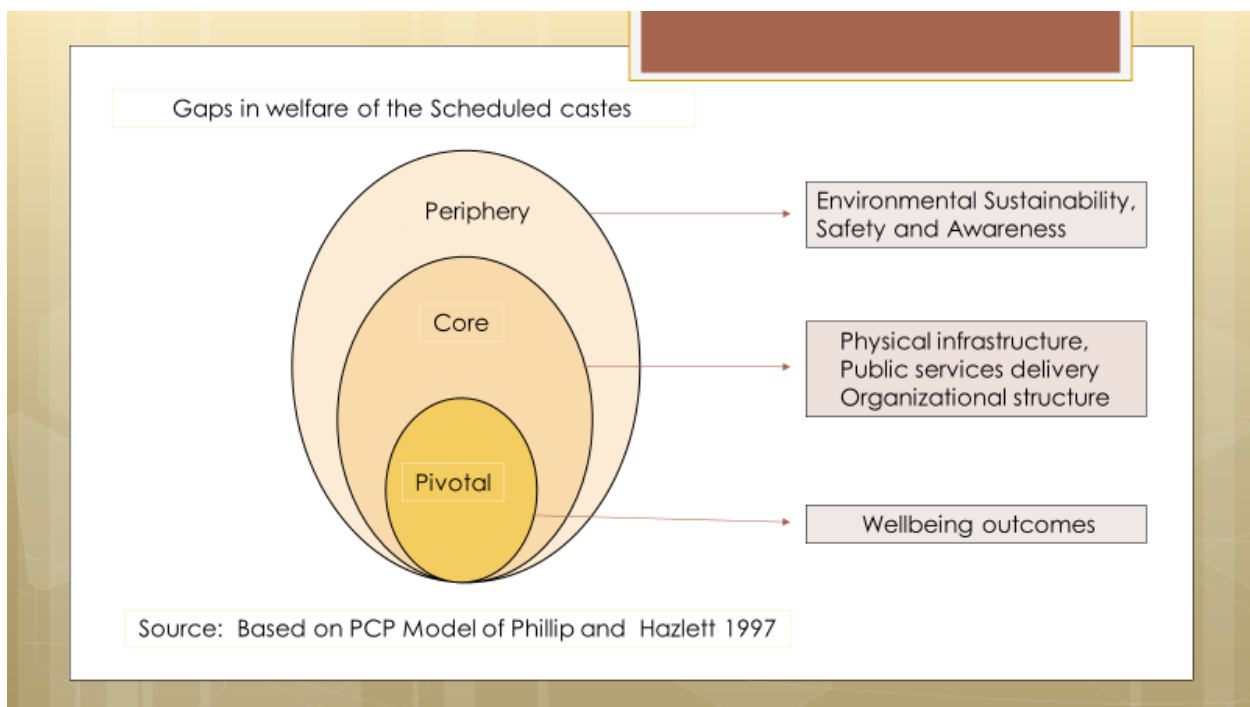 Gaps in welfare of the Scheduled castes
Periphery
Environmental Sustainability,
Safety and Awareness
Core
Physical infrastructure,
Public services delivery
Organizational structure
Pivotal
Wellbeing outcomes
Source:  Based on PCP Model of Phillip and  Hazlett 1997